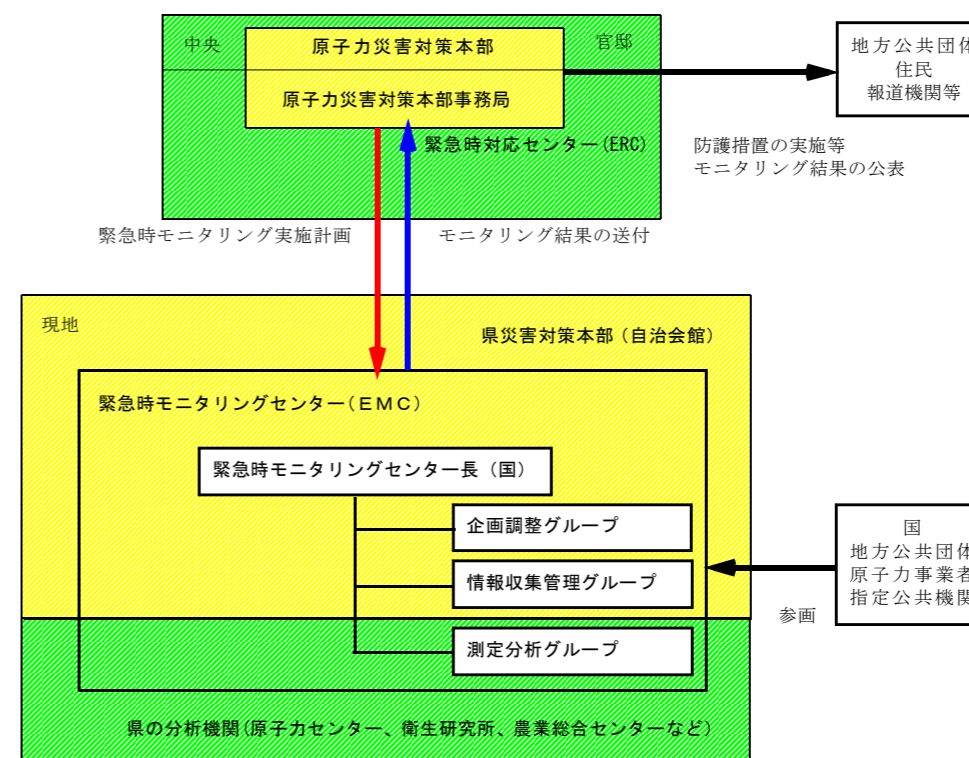 中央
原子力災害対策本部
官邸
原子力災害対策本部事務局
緊急時対応センター(ERC)
地方公共団体
住民
報道機関等
防護措置の実施等
モニタリング結果の公表
緊急時モニタリング実施計画
モニタリング結果の送付
現地
県災害対策本部（自治会館）
緊急時モニタリングセンター(ＥＭＣ)
緊急時モニタリングセンター長（国）
企画調整グループ
情報収集管理グループ
測定分析グループ
国
地方公共団体
原子力事業者
指定公共機関
参画
県の分析機関(原子力センター、衛生研究所、農業総合センターなど)